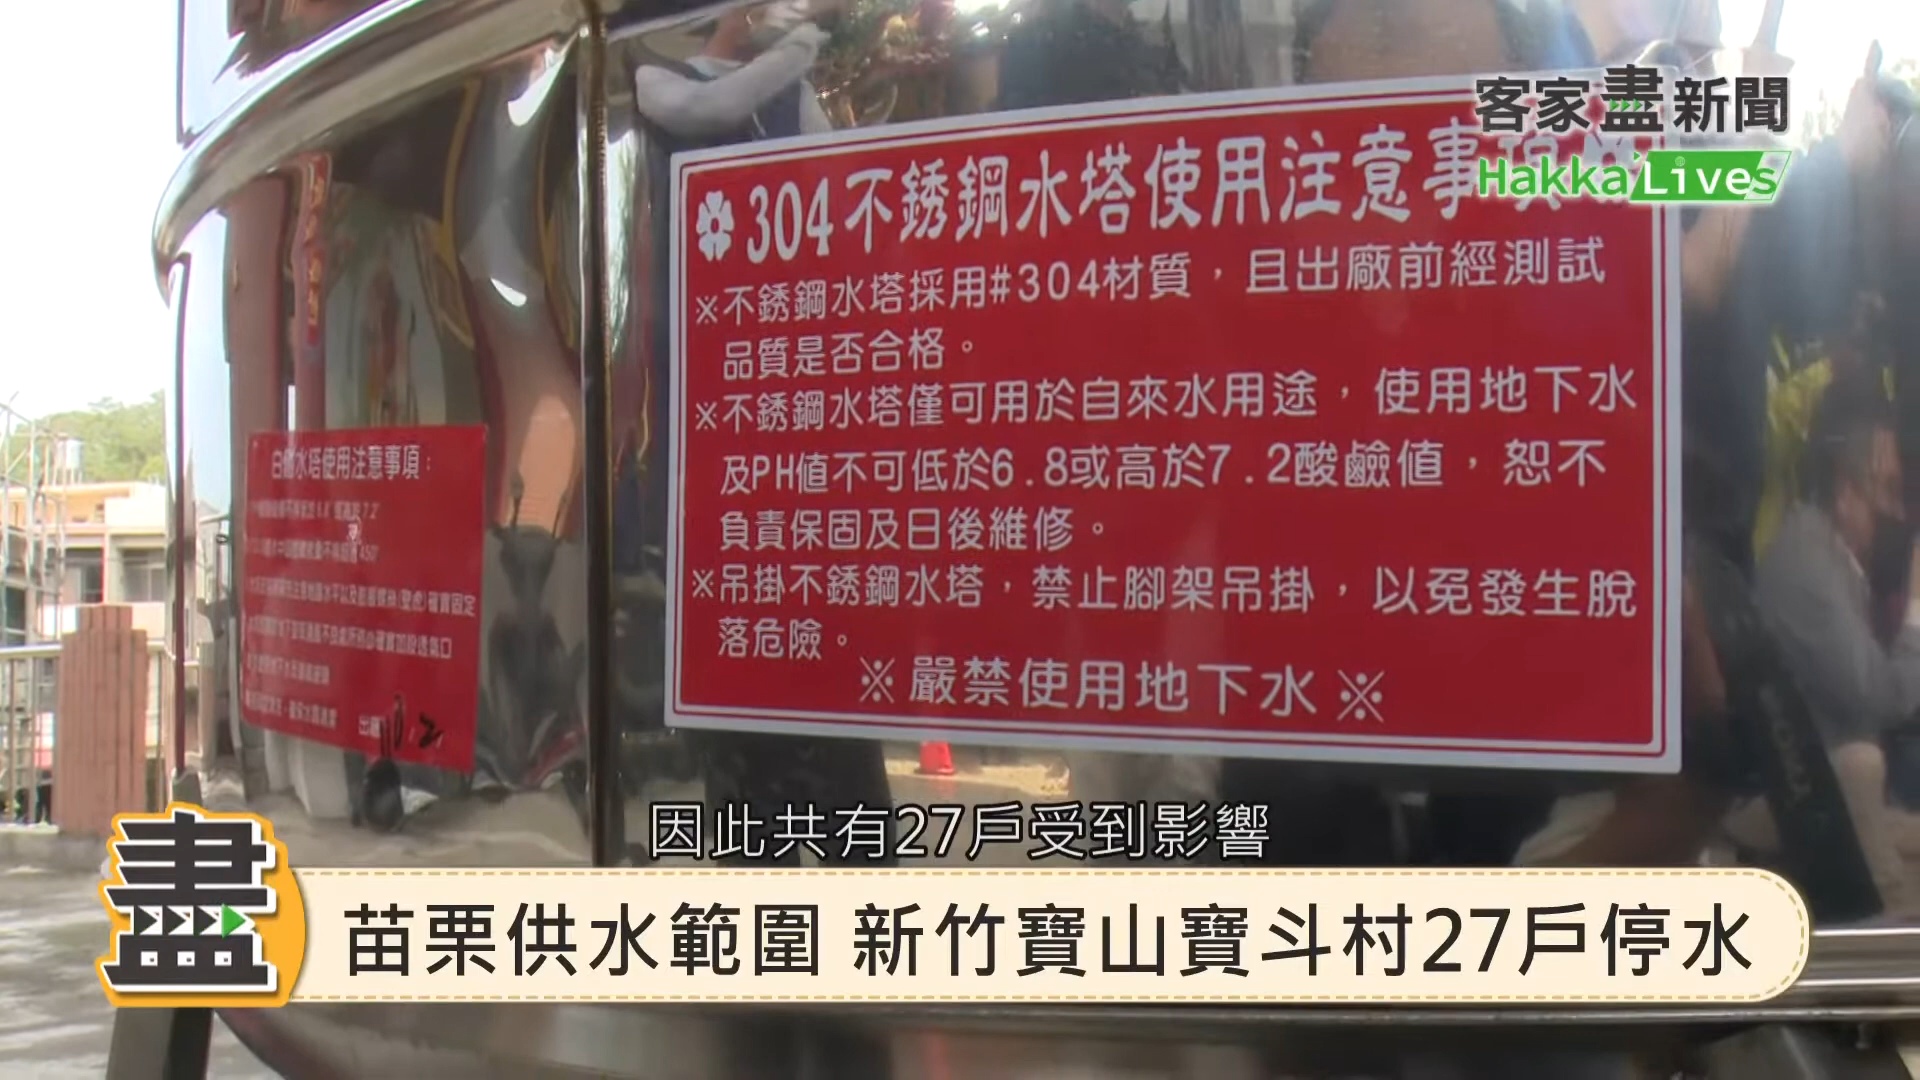 客家盡新聞
Hakka Lives
304不銹鋼水塔使用注意事項
※不銹鋼水塔採用#304材質，且出廠前經測試
品質是否合格。
※不銹鋼水塔僅可用於自來水用途，使用地下水
及PH值不可低於6.8或高於7.2酸鹼值，恕不
負責保固及日後維修。
※吊掛不銹鋼水塔，禁止腳架吊掛，以免發生脫
落危險。
※嚴禁使用地下水※
水塔使用注意事項：
因此共有27戶受到影響
盡
苗栗供水範圍 新竹寶山寶斗村27戶停水